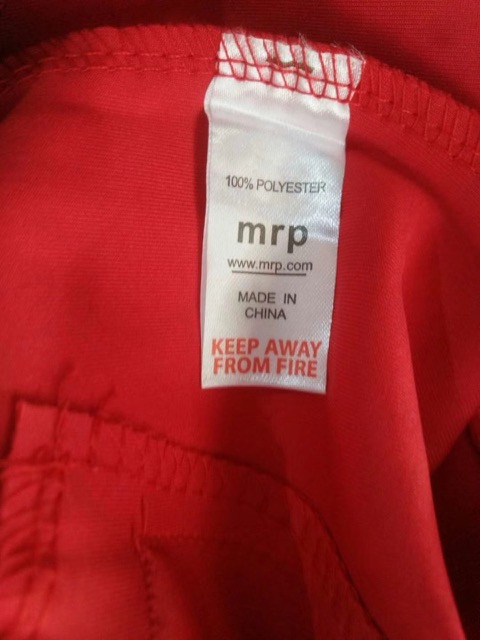 100% POLYESTER
mrp
www.mrp.com
MADE IN
CHINA
KEEP AWAY
FROM FIRE